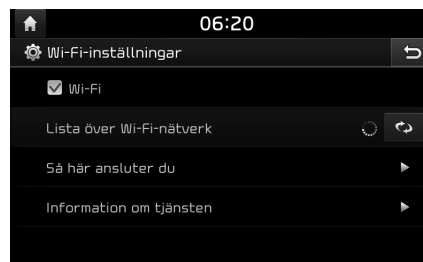 06:20
Wi-Fi-inställningar
Wi-Fi
Lista över Wi-Fi-nätverk
Så här ansluter du
Information om tjänsten